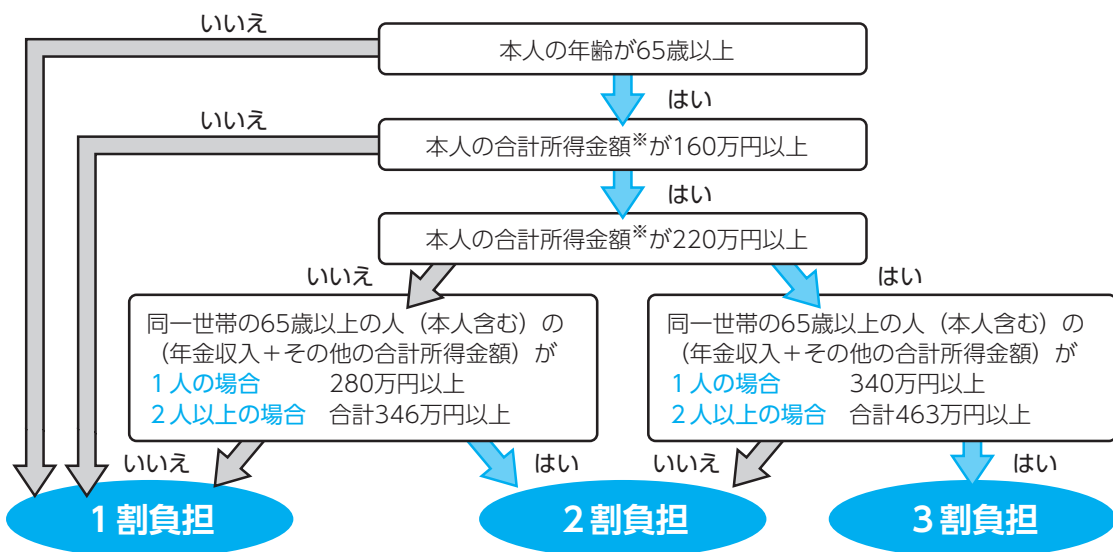 いいえ
本人の年齢が65歳以上
はい
いいえ
本人の合計所得金額※が160万円以上
はい
本人の合計所得金額※が220万円以上
いいえ
はい
同一世帯の65歳以上の人（本人含む）の
（年金収入＋その他の合計所得金額）が
1人の場合　280万円以上
2人以上の場合　合計346万円以上
同一世帯の65歳以上の人（本人含む）の
（年金収入＋その他の合計所得金額）が
1人の場合　340万円以上
2人以上の場合　合計463万円以上
いいえ
はい
いいえ
はい
1割負担
2割負担
3割負担